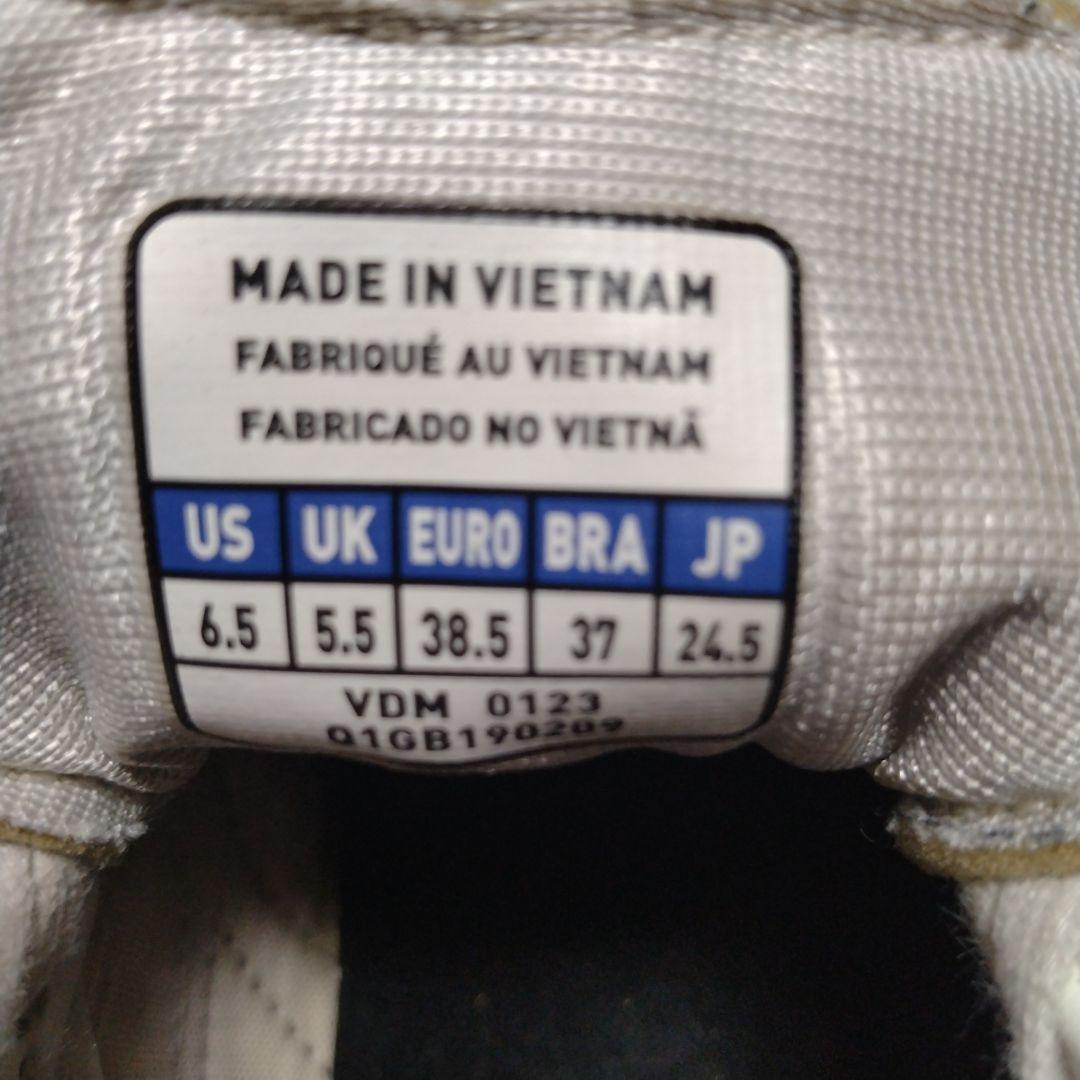 MADE IN VIETNAM
FABRIQUÉ AU VIETNAM
FABRICADO NO VIETNÃ
US UK EURO BRA JP
6.5 5.5 38.5 37 24.5
VDM 0123
Q1GB190209